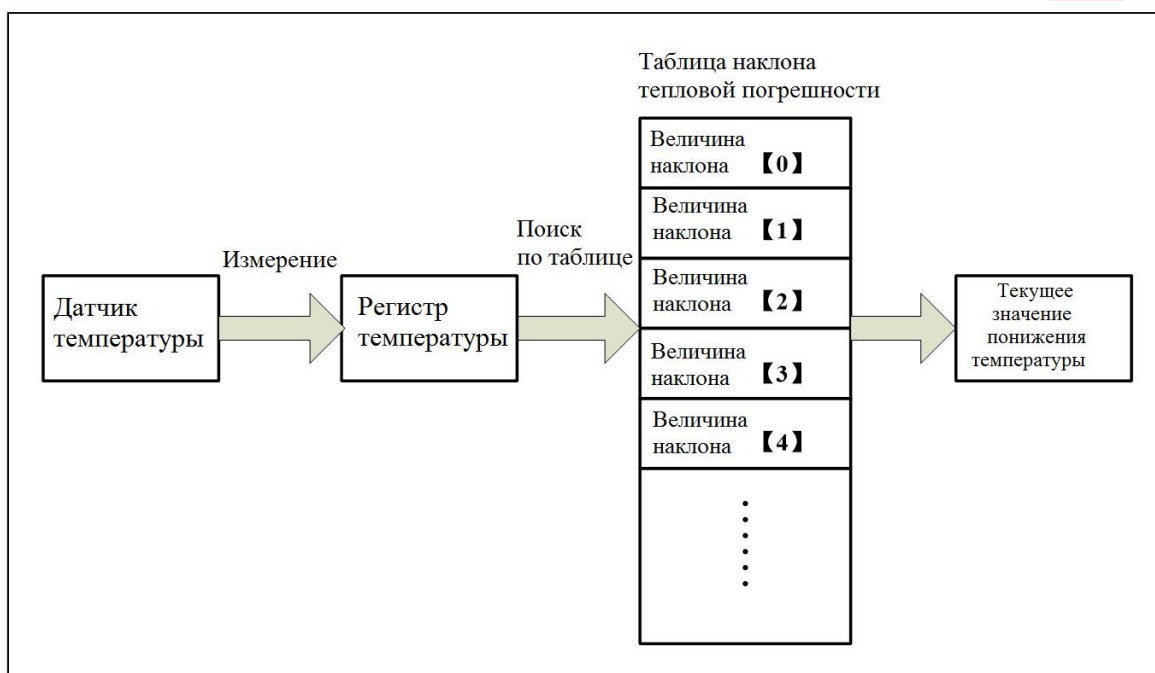 Таблица наклона
тепловой погрешности
Величина
наклона 【0】
Величина
наклона 【1】
Величина
наклона 【2】
Величина
наклона 【3】
Величина
наклона 【4】
Поиск
по таблице
Измерение
Датчик
температуры
Регистр
температуры
Текущее
значение
понижения
температуры